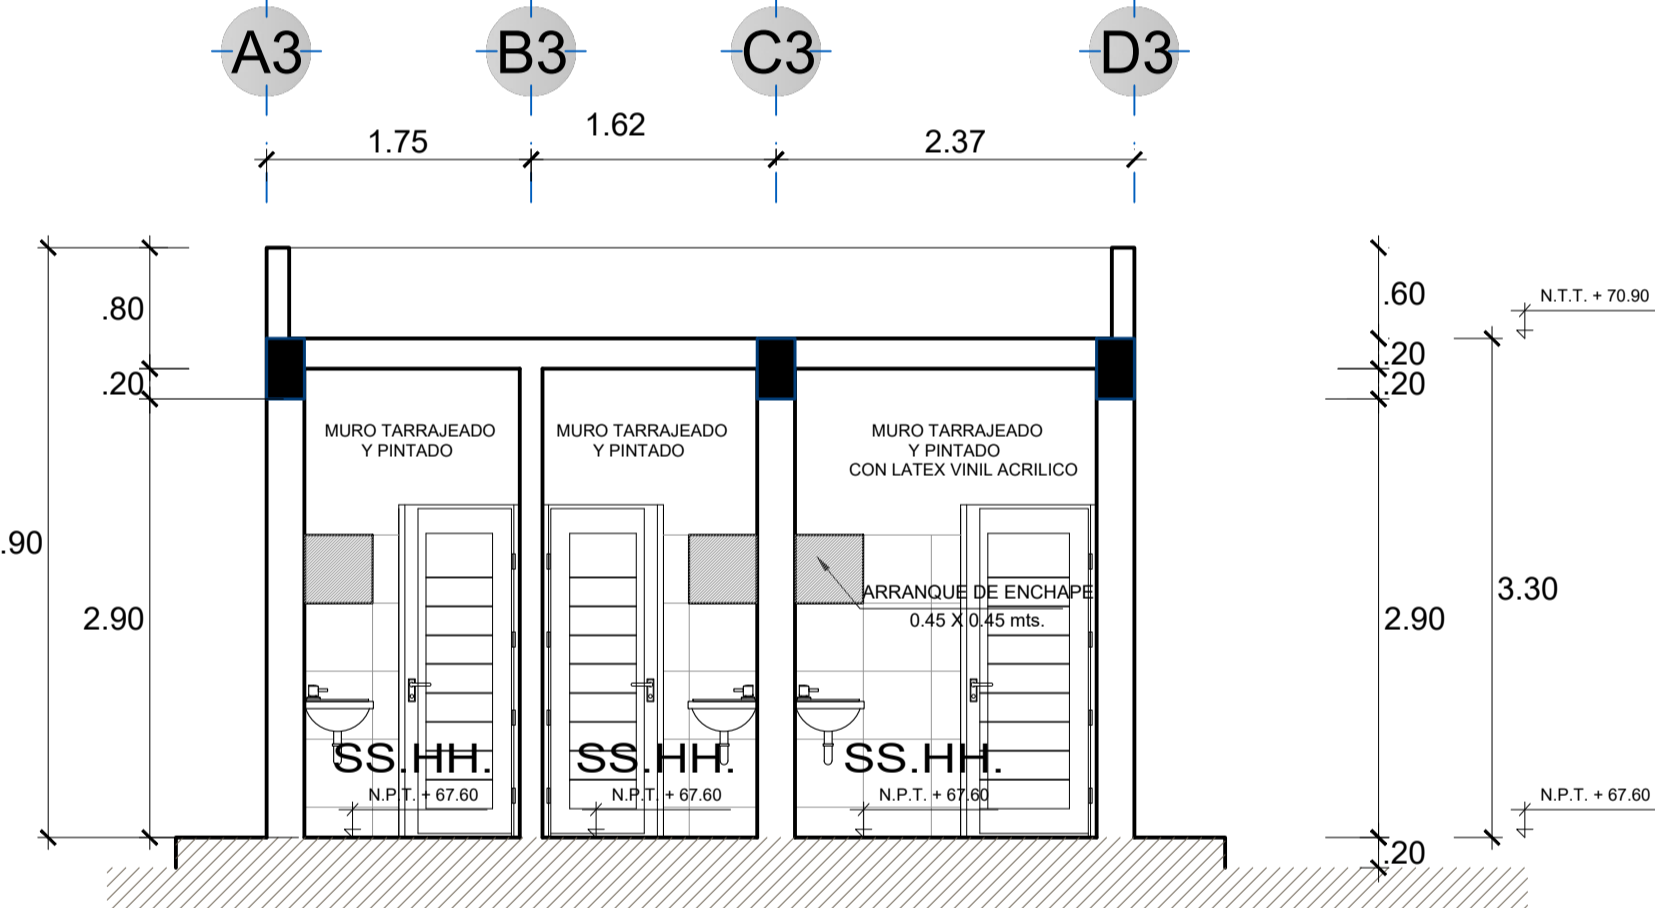 A3 B3 C3 D3
1.75 1.62 2.37
.80 .60 N.T.T. + 70.90
.20 .20
.20
MURO TARRAJEADO
Y PINTADO
MURO TARRAJEADO
Y PINTADO
MURO TARRAJEADO
Y PINTADO
CON LATEX VINIL ACRILICO
.90
ARRANQUE DE ENCHAPE
0.45 X 0.45 mts.
3.30
2.90 2.90
SS.HH. SS.HH. SS.HH.
N.P.T. + 67.60 N.P.T. + 67.60 N.P.T. + 67.60 N.P.T. + 67.60
.20